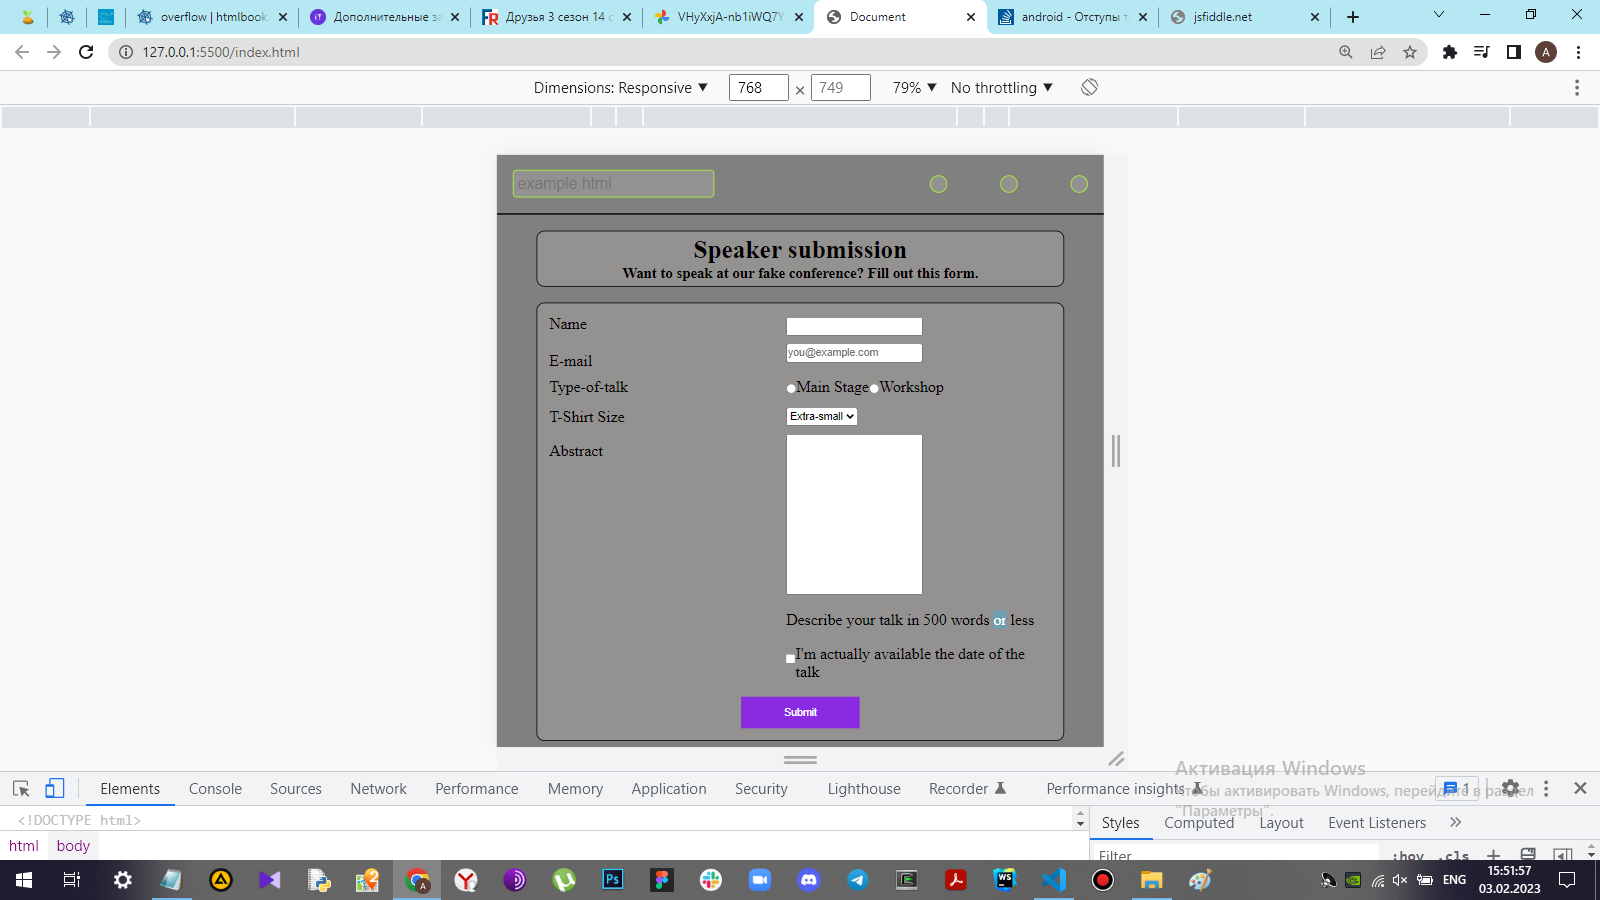 overflow | htmlbook.
Дополнительные за
Друзья 3 сезон 14 с
VHyXxjA-nb1iWQ7Y
Document
android - Отступы т
jsfiddle.net
127.0.0.1:5500/index.html
A
Dimensions: Responsive ▼ 768 × 749 79% ▼ No throttling ▼
example html
Speaker submission
Want to speak at our fake conference? Fill out this form.
Name
E-mail you@example.com
Type-of-talk Main Stage Workshop
T-Shirt Size Extra-small
Abstract
Describe your talk in 500 words or less
I'm actually available the date of the
talk
Submit
Активация Windows
Чтобы активировать Windows, перейдите в раздел
"Параметры".
Elements Console Sources Network Performance Memory Application Security Lighthouse Recorder Performance insights 1
<!DOCTYPE html>
Styles Computed Layout Event Listeners »
html body
Filter :hov .cls
ENG
15:51:57
03.02.2023